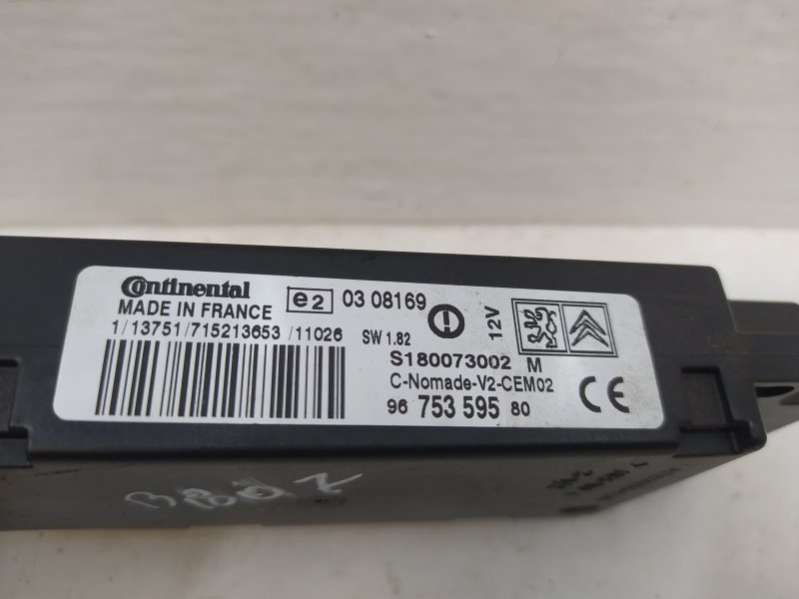 Continental
MADE IN FRANCE
e2 03 08169
12V
1/13751/715213653 /11026 SW 1.82
S180073002 M
C-Nomade-V2-CEM02
96 753 595 80
CE